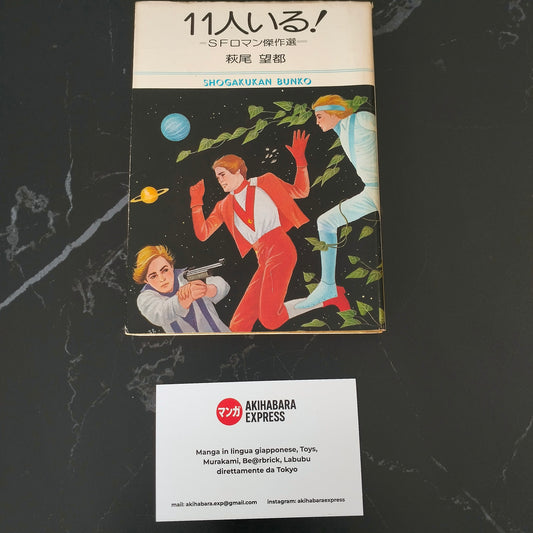 11人いる!
-SFロマン傑作選-
萩尾 望都
SHOGAKUKAN BUNKO
マンガ
AKIHABARA
EXPRESS
Manga in lingua giapponese, Toys,
Murakami, Be@rbrick, Labubu
direttamente da Tokyo
mail: akihabara.exp@gmail.com instagram: akihabaraexpress